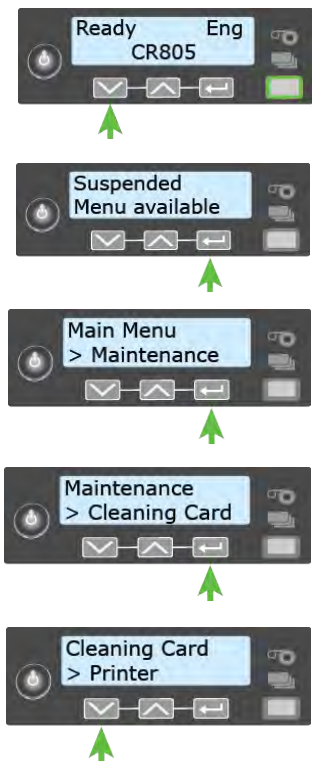 Ready Eng
CR805
Suspended
Menu available
Main Menu
> Maintenance
Maintenance
> Cleaning Card
Cleaning Card
> Printer